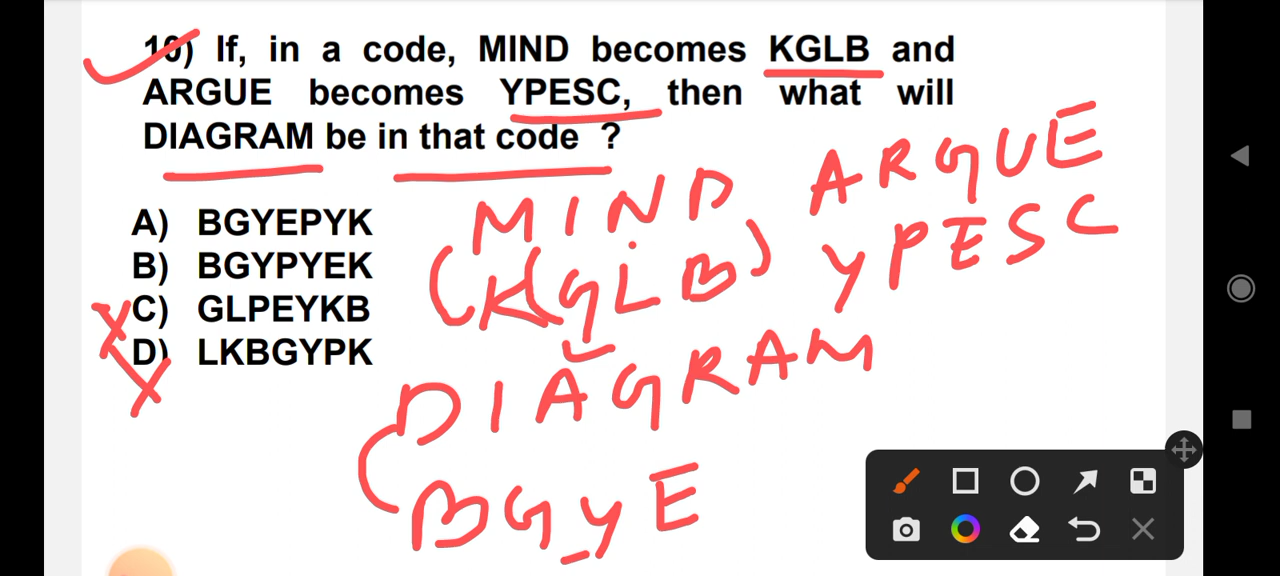 10) If, in a code, MIND becomes KGLB and
ARGUE becomes YPESC, then what will
DIAGRAM be in that code ?
A) BGYEPYK
B) BGYPYEK
C) GLPEYKB
D) LKBGYPK
MIND ARGUE
(KGLB) YPESC
DIAGRAM
BGYE